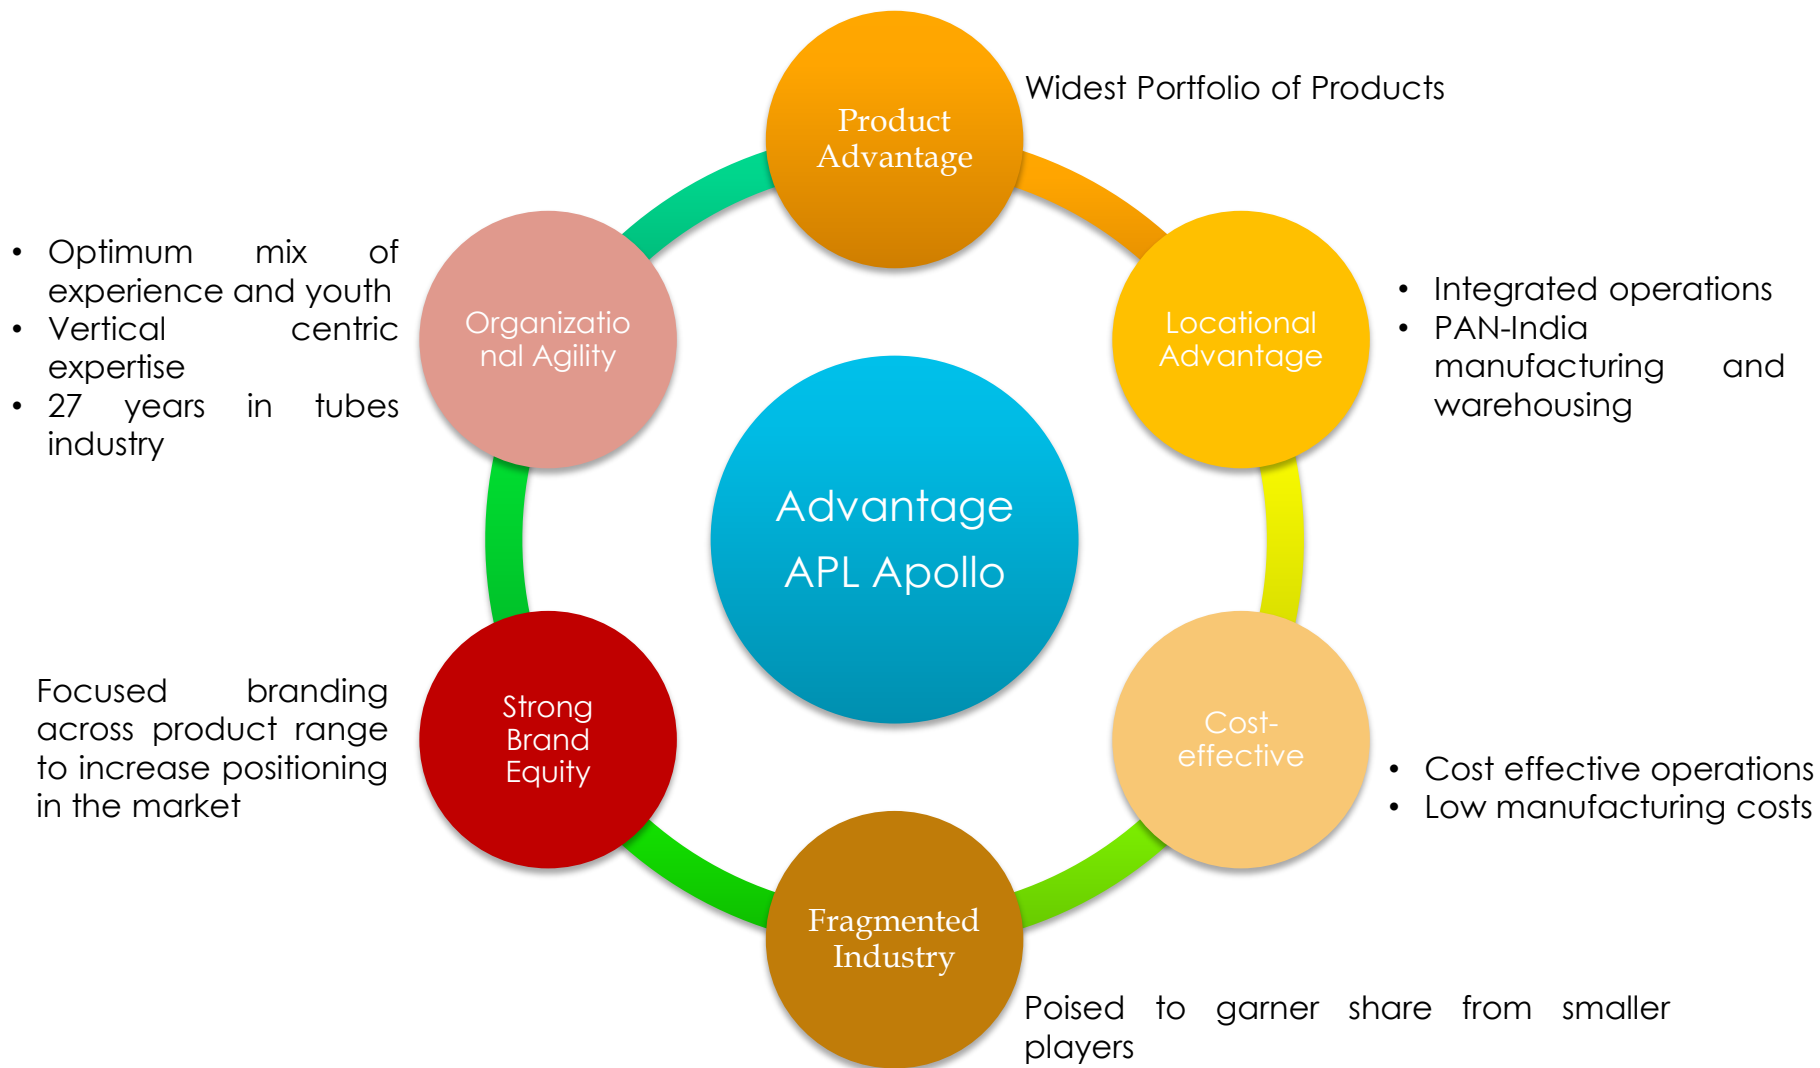 Product
Advantage
Widest Portfolio of Products
Locational
Advantage
• Integrated operations
• PAN-India
manufacturing and
warehousing
Cost-
effective
• Cost effective operations
• Low manufacturing costs
Fragmented
Industry
Poised to garner share from smaller
players
Strong
Brand
Equity
Focused branding
across product range
to increase positioning
in the market
Organizatio
nal Agility
• Optimum mix of
experience and youth
• Vertical centric
expertise
• 27 years in tubes
industry
Advantage
APL Apollo